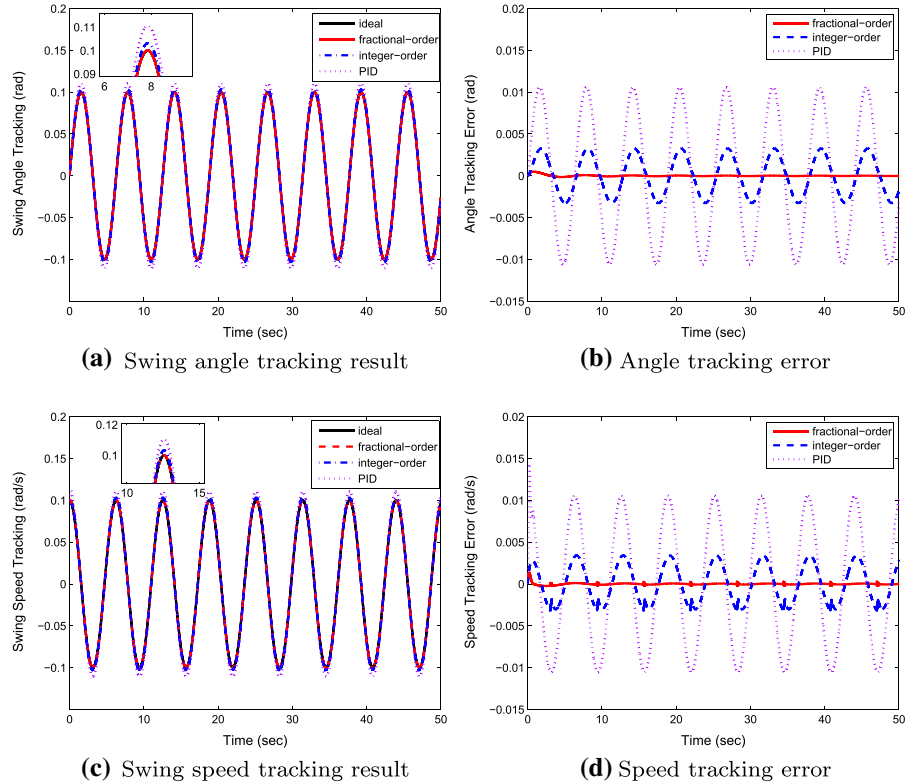 0.2
0.15
0.1
0.05
0
−0.05
−0.1
Swing Angle Tracking (rad)
0.11
0.1
0.09
6 8
ideal
fractional−order
integer−order
PID
0 10 20 30 40 50
Time (sec)
(a) Swing angle tracking result
0.02
0.015
0.01
0.005
0
−0.005
−0.01
−0.015
Angle Tracking Error (rad)
fractional−order
integer−order
PID
0 10 20 30 40 50
Time (sec)
(b) Angle tracking error
0.2
0.15
0.1
0.05
0
−0.05
−0.1
Swing Speed Tracking (rad/s)
0.12
0.1
10 15
ideal
fractional−order
integer−order
PID
0 10 20 30 40 50
Time (sec)
(c) Swing speed tracking result
0.02
0.015
0.01
0.005
0
−0.005
−0.01
0.015
Speed Tracking Error (rad/s)
fractional−order
integer−order
PID
0 10 20 30 40 50
Time (sec)
(d) Speed tracking error